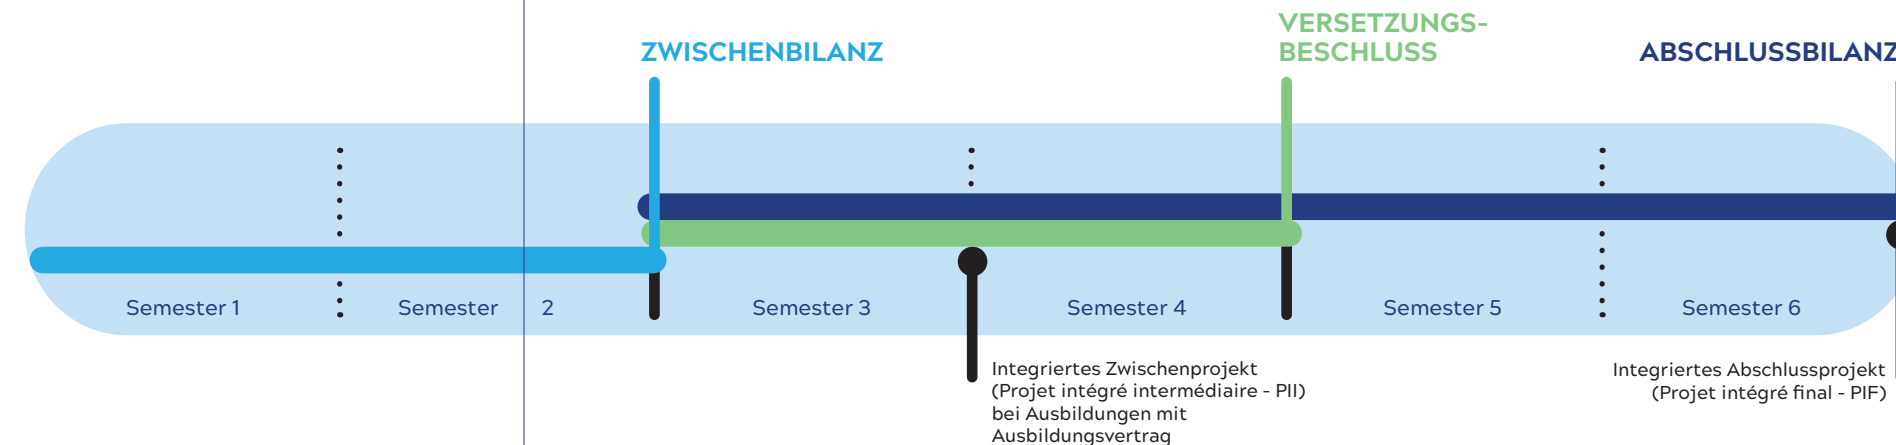 ZWISCHENBILANZ
VERSETZUNGS-
BESCHLUSS
ABSCHLUSSBILANZ
Semester 1
Semester 2
Semester 3
Semester 4
Semester 5
Semester 6
Integriertes Zwischenprojekt
(Projet intégré intermédiaire - PII)
bei Ausbildungen mit
Ausbildungsvertrag
Integriertes Abschlussprojekt
(Projet intégré final - PIF)